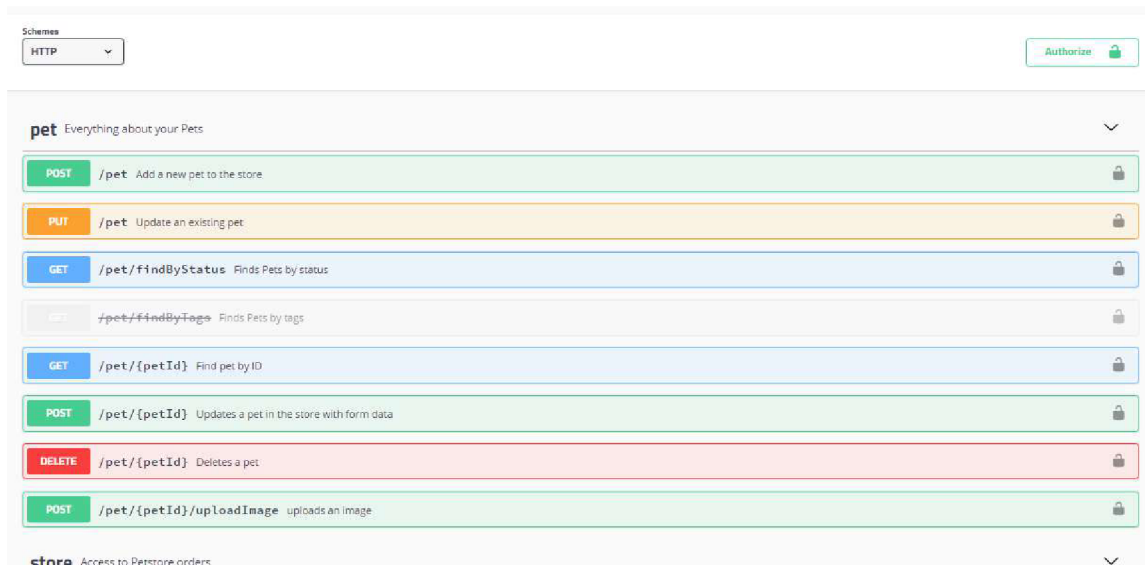 Schemes
HTTP
Authorize
pet Everything about your Pets
POST /pet Add a new pet to the store
PUT /pet Update an existing pet
GET /pet/findByStatus Finds Pets by status
GET /pet/findByTags Finds Pets by tags
GET /pet/{petId} Find pet by ID
POST /pet/{petId} Updates a pet in the store with form data
DELETE /pet/{petId} Deletes a pet
POST /pet/{petId}/uploadImage uploads an image
store Access to Petstore orders